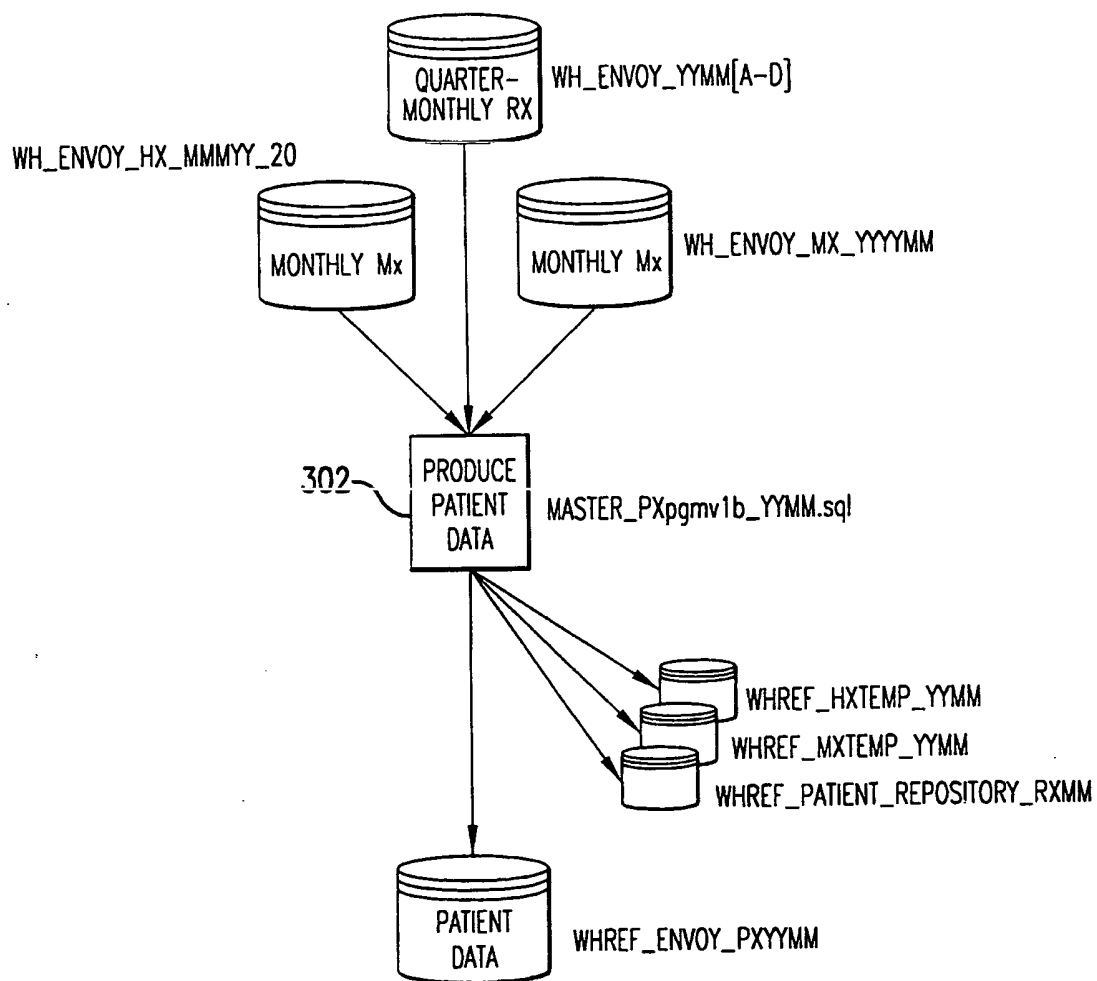 QUARTER-
MONTHLY RX
WH_ENVOY_YYMM[A-D]
WH_ENVOY_HX_MMMYY_20
MONTHLY Mx
MONTHLY Mx
WH_ENVOY_MX_YYYYMM
302
PRODUCE
PATIENT
DATA
MASTER_PXpgmv1b_YYMM.sql
WHREF_HXTEMP_YYMM
WHREF_MXTEMP_YYMM
WHREF_PATIENT_REPOSITORY_RXMM
PATIENT
DATA
WHREF_ENVOY_PXYYMM